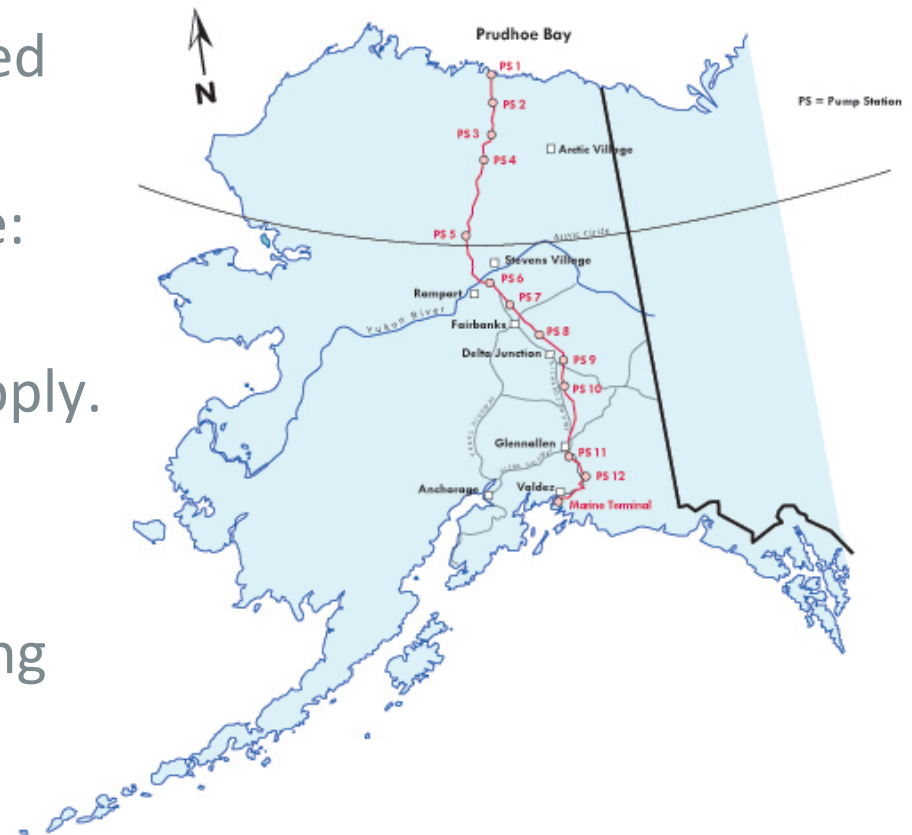 ed
e:
pply.
ng
N
Prudhoe Bay
PS = Pump Station
PS 1
PS 2
PS 3
Arctic Village
PS 4
Arctic Circle
PS 5
Stevens Village
PS 6
Rampart
PS 7
Yukon River
Fairbanks
PS 8
Delta Junction
PS 9
PS 10
Glennallen
PS 11
PS 12
Anchorage
Valdez
Marine Terminal